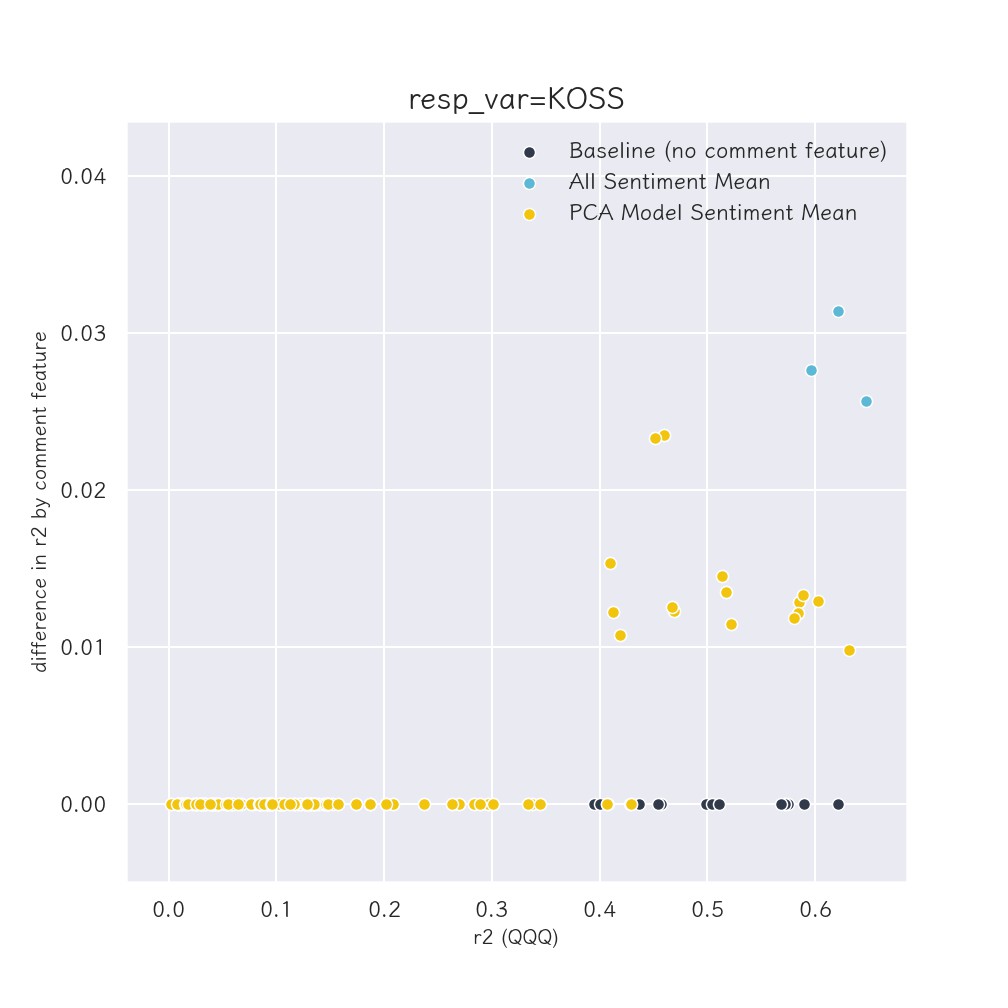 resp_var=KOSS
Baseline (no comment feature)
All Sentiment Mean
PCA Model Sentiment Mean
difference in r2 by comment feature
0.04
0.03
0.02
0.01
0.00
0.0 0.1 0.2 0.3 0.4 0.5 0.6
r2 (QQQ)